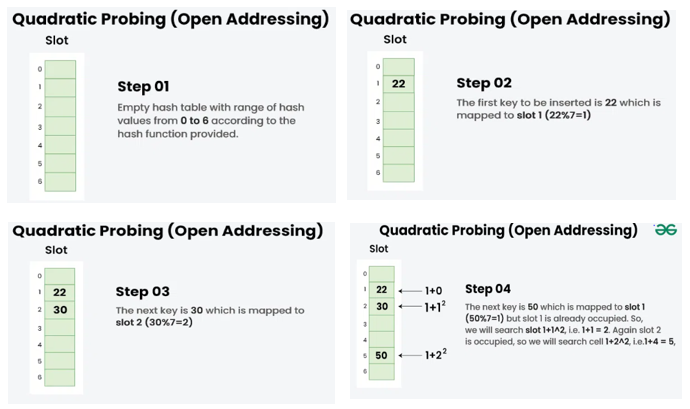 Quadratic Probing (Open Addressing)
Slot
0
1
2
3
4
5
6
Step 01
Empty hash table with range of hash
values from 0 to 6 according to the
hash function provided.
Quadratic Probing (Open Addressing)
Slot
0
1 22
2
3
4
5
6
Step 02
The first key to be inserted is 22 which is
mapped to slot 1 (22%7=1)
Quadratic Probing (Open Addressing)
Slot
0
1 22
2 30
3
4
5
6
Step 03
The next key is 30 which is mapped to
slot 2 (30%7=2)
Quadratic Probing (Open Addressing)
Slot
0
1 22 1+0
2 30 1+1²
3
4
5 50 1+2²
6
Step 04
The next key is 50 which is mapped to slot 1
(50%7=1) but slot 1 is already occupied. So,
we will search slot 1+1^2, i.e. 1+1 = 2. Again slot 2
is occupied, so we will search cell 1+2^2, i.e.1+4 = 5,